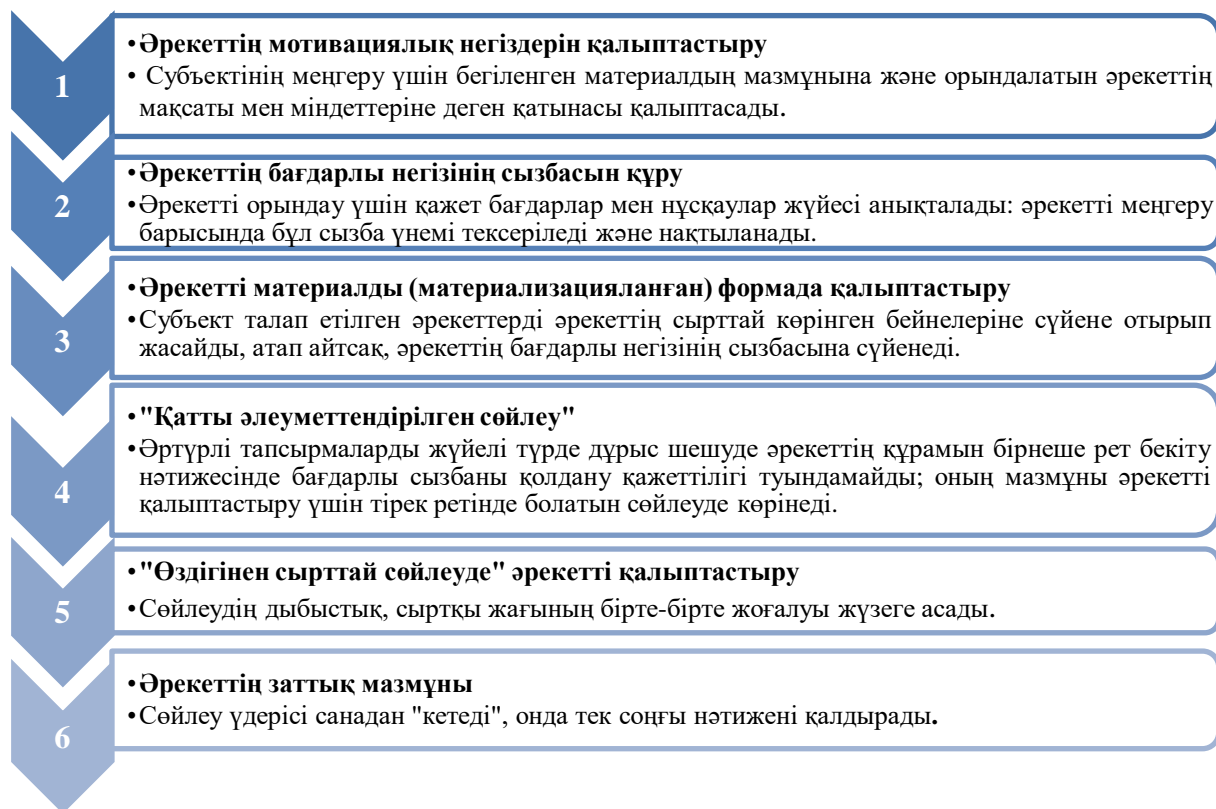 1
•Әрекеттің мотивациялық негіздерін қалыптастыру
• Субъектінің меңгеру үшін бегіленген материалдың мазмұнына және орындалатын әрекеттің
мақсаты мен міндеттеріне деген қатынасы қалыптасады.
2
•Әрекеттің бағдарлы негізінің сызбасын құру
•Әрекетті орындау үшін қажет бағдарлар мен нұсқаулар жүйесі анықталады: әрекетті меңгеру
барысында бұл сызба үнемі тексеріледі және нақтыланады.
3
•Әрекетті материалды (материализацияланған) формада қалыптастыру
•Субъект талап етілген әрекеттерді әрекеттің сырттай көрінген бейнелеріне сүйене отырып
жасайды, атап айтсақ, әрекеттің бағдарлы негізінің сызбасына сүйенеді.
4
•"Қатты әлеуметтендірілген сөйлеу"
•Әртүрлі тапсырмаларды жүйелі түрде дұрыс шешуде әрекеттің құрамын бірнеше рет бекіту
нәтижесінде бағдарлы сызбаны қолдану қажеттілігі туындамайды; оның мазмұны әрекетті
қалыптастыру үшін тірек ретінде болатын сөйлеуде көрінеді.
5
•"Өздігінен сырттай сөйлеуде" әрекетті қалыптастыру
•Сөйлеудің дыбыстық, сыртқы жағының бірте-бірте жоғалуы жүзеге асады.
6
•Әрекеттің заттық мазмұны
•Сөйлеу үдерісі санадан "кетеді", онда тек соңғы нәтижені қалдырады.